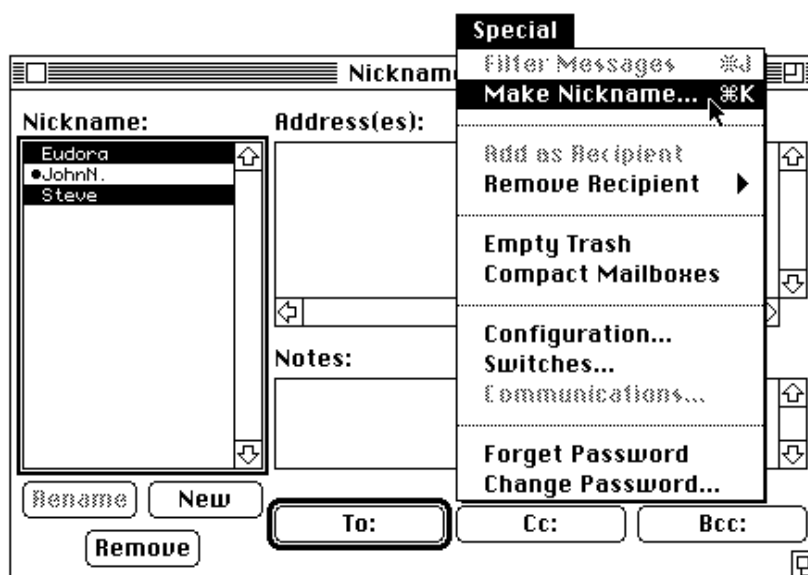 Special
Nicknam
Filter Messages ⌘J
Make Nickname... ⌘K
Nickname:
Address(es):
Eudora
•JohnN.
Steve
Add as Recipient
Remove Recipient
Empty Trash
Compact Mailboxes
Configuration...
Switches...
Communications...
Notes:
Forget Password
Change Password...
Rename
New
Remove
To:
Cc:
Bcc: